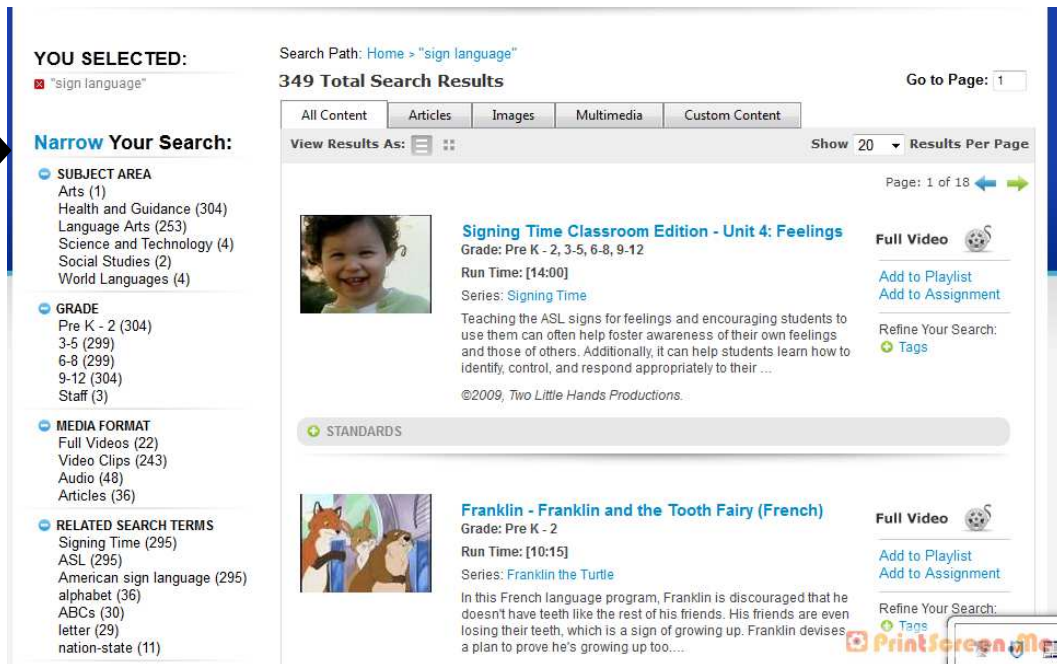 YOU SELECTED:
"sign language"
Narrow Your Search:
SUBJECT AREA
Arts (1)
Health and Guidance (304)
Language Arts (253)
Science and Technology (4)
Social Studies (2)
World Languages (4)
GRADE
Pre K - 2 (304)
3-5 (299)
6-8 (299)
9-12 (304)
Staff (3)
MEDIA FORMAT
Full Videos (22)
Video Clips (243)
Audio (48)
Articles (36)
RELATED SEARCH TERMS
Signing Time (295)
ASL (295)
American sign language (295)
alphabet (36)
ABCs (30)
letter (29)
nation-state (11)
Search Path: Home > "sign language"
349 Total Search Results
Go to Page: 1
All Content Articles Images Multimedia Custom Content
View Results As:
Show 20 Results Per Page
Page: 1 of 18
Signing Time Classroom Edition - Unit 4: Feelings
Grade: Pre K - 2, 3-5, 6-8, 9-12
Run Time: [14:00]
Series: Signing Time
Teaching the ASL signs for feelings and encouraging students to
use them can often help foster awareness of their own feelings
and those of others. Additionally, it can help students learn how to
identify, control, and respond appropriately to their ...
©2009, Two Little Hands Productions.
Full Video
Add to Playlist
Add to Assignment
Refine Your Search:
Tags
STANDARDS
Franklin - Franklin and the Tooth Fairy (French)
Grade: Pre K - 2
Run Time: [10:15]
Series: Franklin the Turtle
In this French language program, Franklin is discouraged that he
doesn't have teeth like the rest of his friends. His friends are even
losing their teeth, which is a sign of growing up. Franklin devises
a plan to prove he's growing up too....
Full Video
Add to Playlist
Add to Assignment
Refine Your Search:
Tags
PrintScreen Me